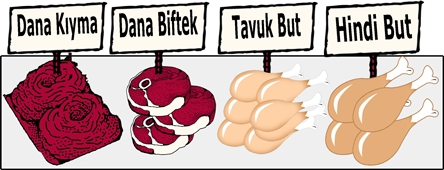 Dana Kıyma
Dana Biftek
Tavuk But
Hindi But